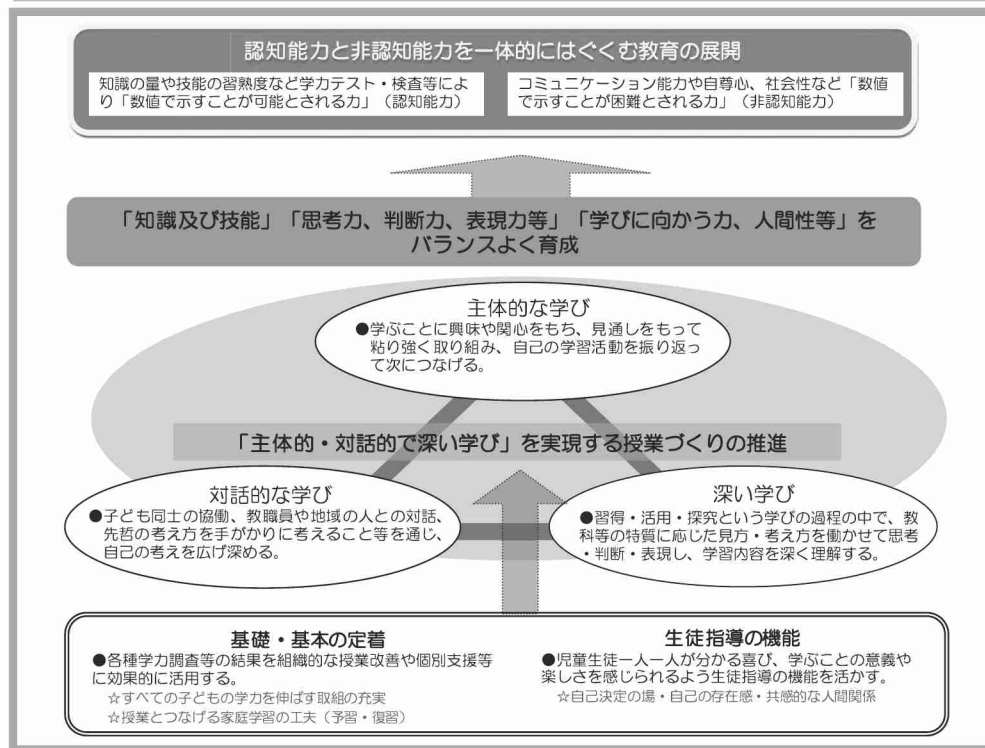 認知能力と非認知能力を一体的にはぐくむ教育の展開
知識の量や技能の習熟度など学力テスト・検査等によ
り「数値で示すことが可能とされる力」（認知能力）
コミュニケーション能力や自尊心、社会性など「数値
で示すことが困難とされる力」（非認知能力）
「知識及び技能」「思考力、判断力、表現力等」「学びに向かう力、人間性等」を
バランスよく育成
主体的な学び
●学ぶことに興味や関心をもち、見通しをもって
粘り強く取り組み、自己の学習活動を振り返っ
て次につなげる。
「主体的・対話的で深い学び」を実現する授業づくりの推進
対話的な学び
●子ども同士の協働、教職員や地域の人との対話、
先哲の考え方を手がかりに考えること等を通じ、
自己の考えを広げ深める。
深い学び
●習得・活用・探究という学びの過程の中で、教
科等の特質に応じた見方・考え方を働かせて思考
・判断・表現し、学習内容を深く理解する。
基礎・基本の定着
●各種学力調査等の結果を組織的な授業改善や個別支援等
に効果的に活用する。
☆すべての子どもの学力を伸ばす取組の充実
☆授業とつなげる家庭学習の工夫（予習・復習）
生徒指導の機能
●児童生徒一人一人が分かる喜び、学ぶことの意義や
楽しさを感じられるよう生徒指導の機能を活かす。
☆自己決定の場・自己の存在感・共感的な人間関係